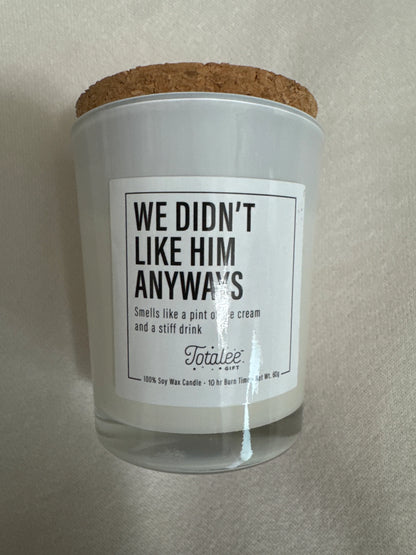 WE DIDN'T
LIKE HIM
ANYWAYS
Smells like a pint of ice cream
and a stiff drink
Totalee
GIFT
100% Soy Wax Candle • 10 hr Burn Time • Net Wt. 60g